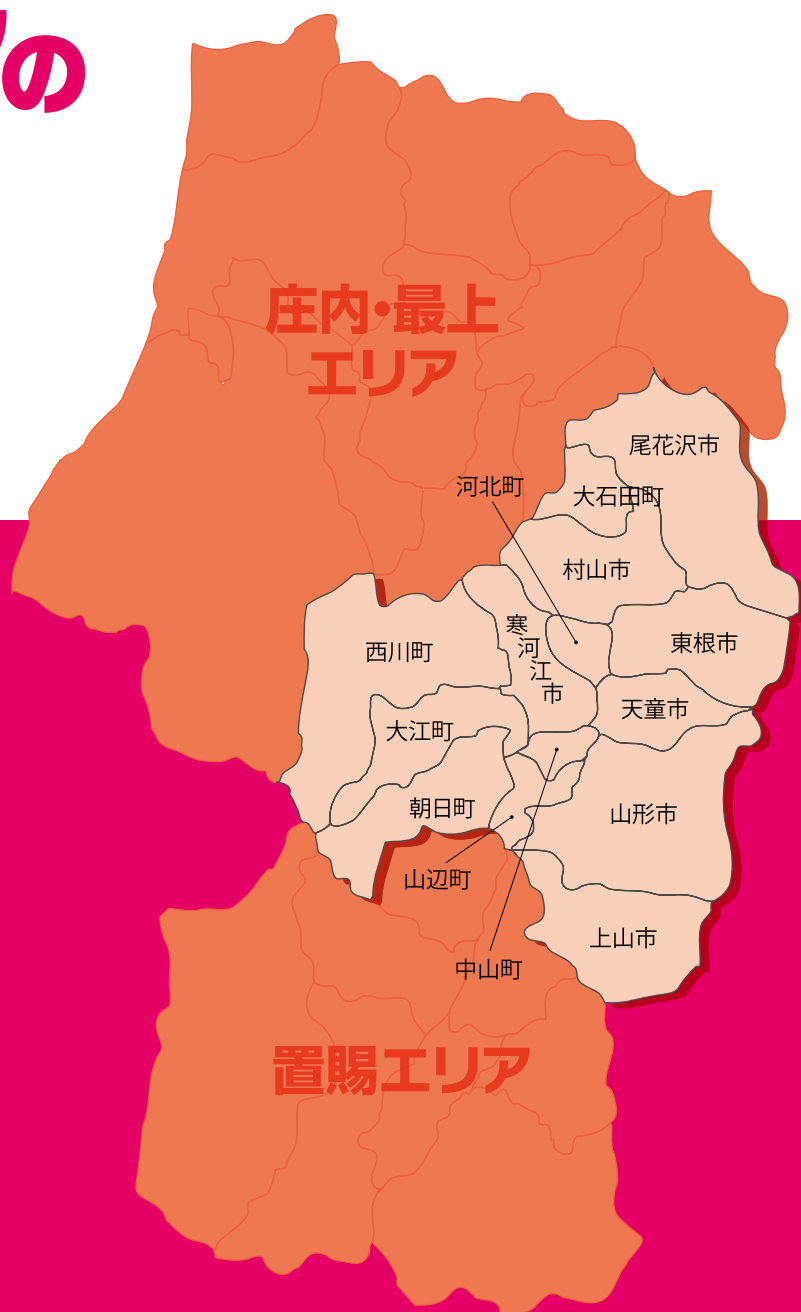 の
庄内・最上
エリア
尾花沢市
河北町
大石田町
村山市
寒河江市
西川町
東根市
天童市
大江町
朝日町
山形市
山辺町
上山市
中山町
置賜エリア